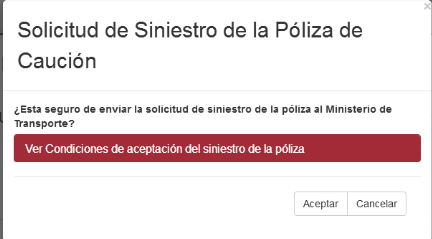 ×
Solicitud de Siniestro de la Póliza de
Caución
¿Esta seguro de enviar la solicitud de siniestro de la póliza al Ministerio de
Transporte?
Ver Condiciones de aceptación del siniestro de la póliza
Aceptar Cancelar